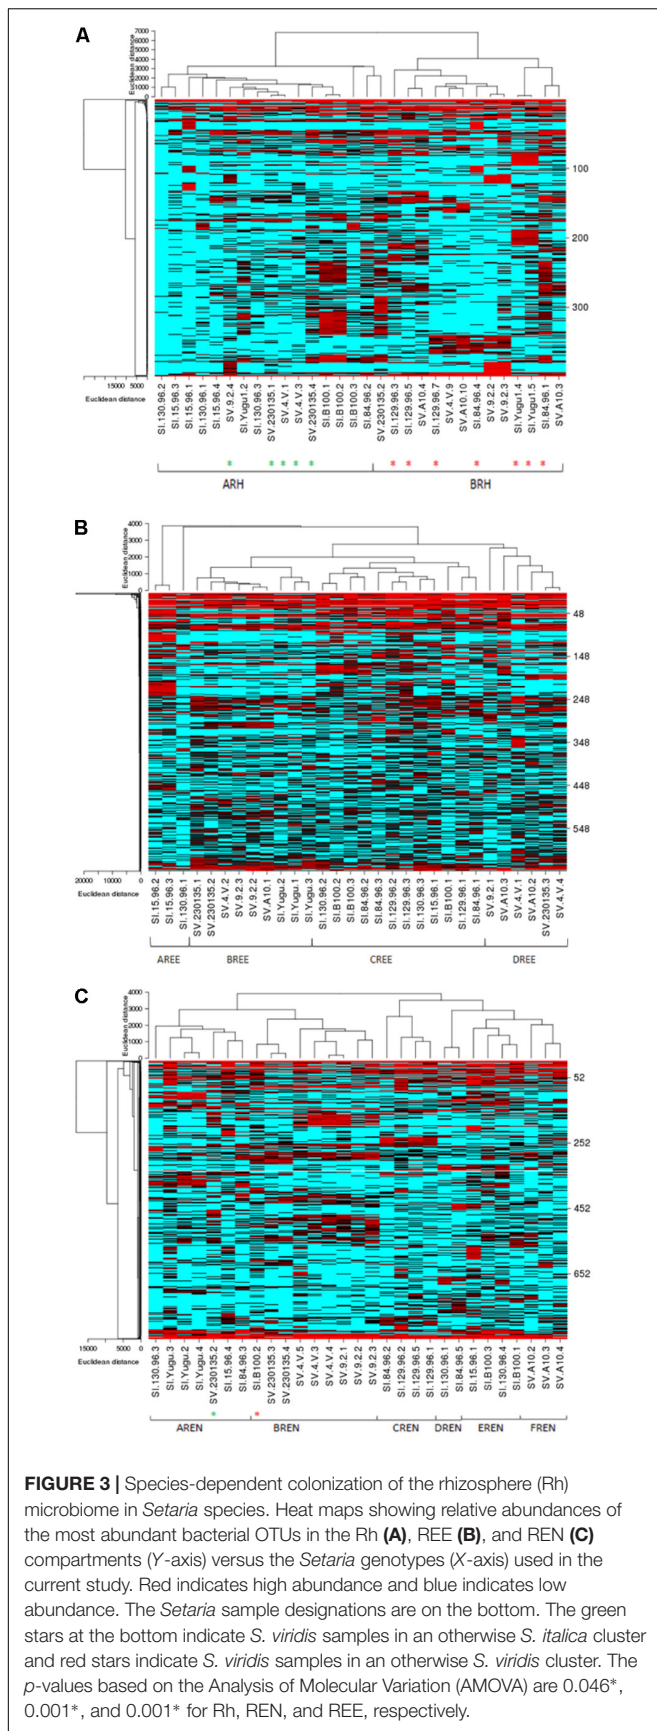 A
Euclidean distance
7000
6000
5000
4000
3000
2000
1000
0
100
200
300
15000 5000
Euclidean distance
SI.130.96.2
SI.15.96.3
SI.15.96.1
SI.130.96.1
SI.15.96.4
SV.9.2.4
SI.Yugu1.2
SI.130.96.3
SV.230135.1
SV.4.V.1
SV.4.V.3
SV.230135.4
SI.B100.1
SI.B100.2
SI.B100.3
SI.84.96.2
SV.230135.2
SI.129.96.3
SI.129.96.5
SV.A10.4
SI.129.96.7
SV.4.V.9
SV.A10.10
SI.84.96.4
SV.9.2.2
SV.9.2.3
SI.Yugu1.4
SI.Yugu1.5
SI.84.96.1
SV.A10.3
* * * * * * * * * * * *
ARH BRH
B
Euclidean distance
4000
3000
2000
1000
0
48
148
248
348
448
548
20000 10000 0
Euclidean distance
SI.15.96.2
SI.15.96.3
SI.130.96.1
SV.230135.1
SV.230135.2
SV.4.V.2
SV.9.2.3
SV.9.2.2
SV.A10.1
SI.Yugu.2
SI.Yugu.1
SI.Yugu.3
SI.130.96.2
SI.B100.2
SI.B100.3
SI.84.96.2
SI.84.96.3
SI.129.96.2
SI.129.96.3
SI.130.96.3
SI.15.96.1
SI.B100.1
SI.129.96.1
SI.84.96.1
SV.9.2.1
SV.A10.3
SV.4.V.1
SV.A10.2
SV.230135.3
SV.4.V.4
AREE BREE CREE DREE
C
Euclidean distance
4000
3000
2000
1000
0
52
252
452
652
15000 5000 0
Euclidean distance
SI.130.96.3
SI.Yugu.3
SI.Yugu.2
SI.Yugu.4
SV.230135.2
SI.15.96.4
SI.84.96.3
SI.B100.2
SV.230135.3
SV.230135.4
SV.4.V.5
SV.4.V.3
SV.4.V.4
SV.9.2.1
SV.9.2.2
SV.9.2.3
SI.84.96.2
SI.129.96.2
SI.129.96.5
SI.129.96.1
SI.130.96.1
SI.84.96.5
SI.15.96.1
SI.B100.3
SI.130.96.4
SI.B100.1
SV.A10.2
SV.A10.3
SV.A10.4
* *
AREN BREN CREN DREN EREN FREN
FIGURE 3 | Species-dependent colonization of the rhizosphere (Rh)
microbiome in Setaria species. Heat maps showing relative abundances of
the most abundant bacterial OTUs in the Rh (A), REE (B), and REN (C)
compartments (Y-axis) versus the Setaria genotypes (X-axis) used in the
current study. Red indicates high abundance and blue indicates low
abundance. The Setaria sample designations are on the bottom. The green
stars at the bottom indicate S. viridis samples in an otherwise S. italica cluster
and red stars indicate S. viridis samples in an otherwise S. viridis cluster. The
p-values based on the Analysis of Molecular Variation (AMOVA) are 0.046*,
0.001*, and 0.001* for Rh, REN, and REE, respectively.